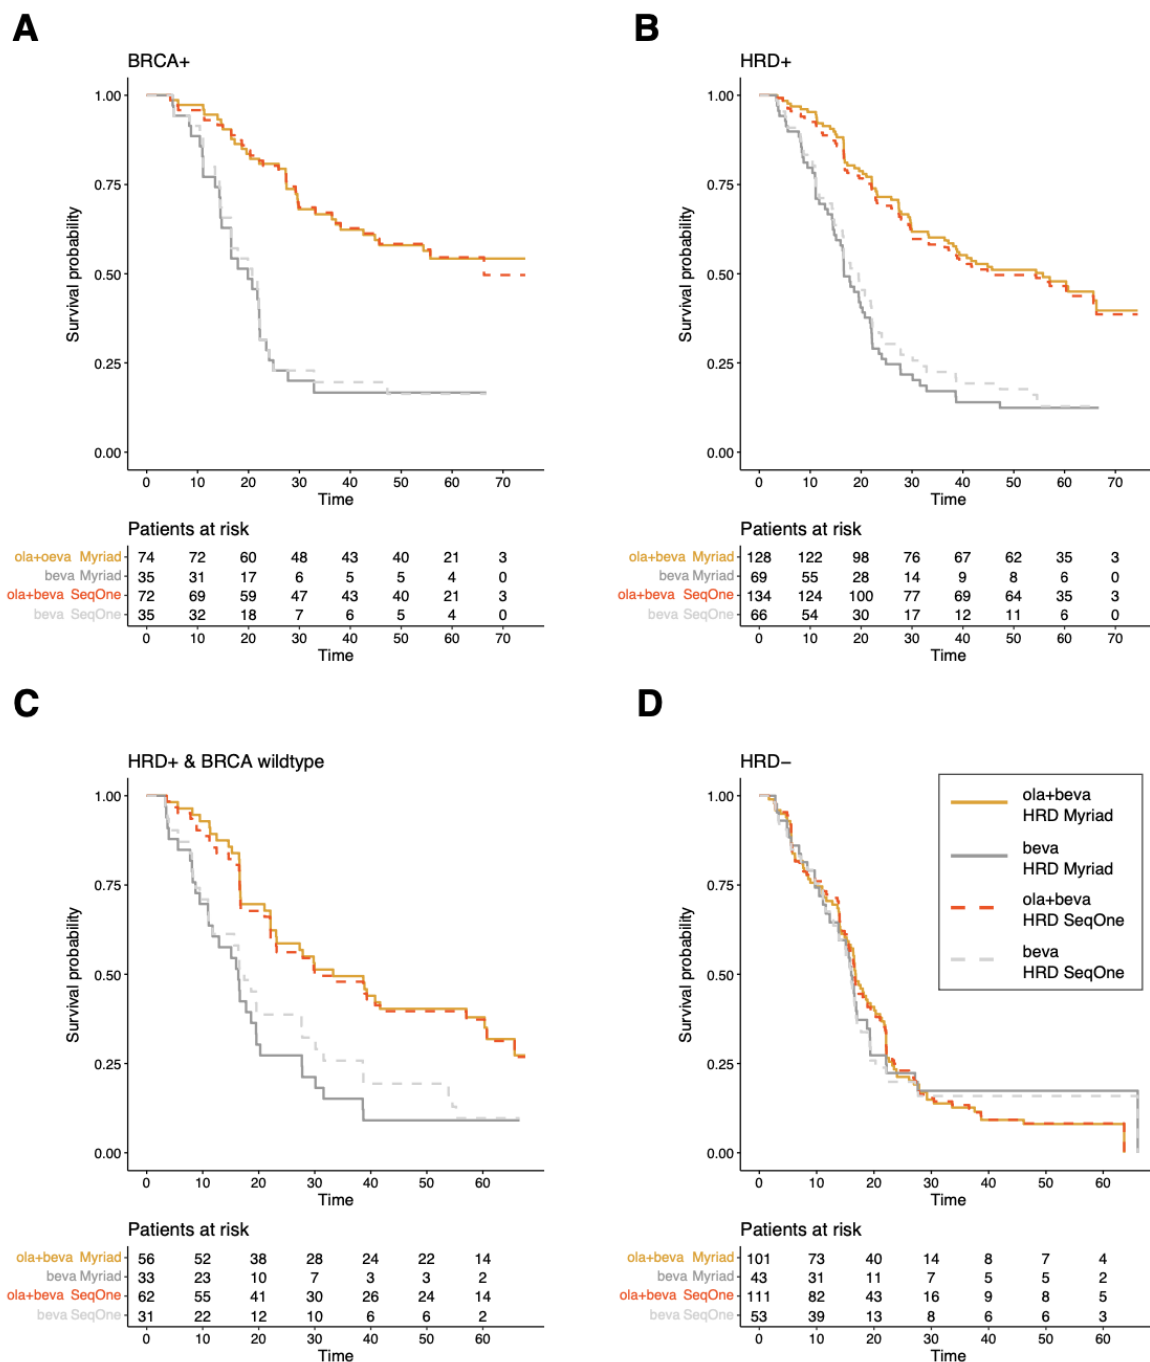 A
BRCA+
1.00
0.75
0.50
0.25
0.00
Survival probability
0 10 20 30 40 50 60 70
Time
Patients at risk
ola+oeva Myriad 74 72 60 48 43 40 21 3
beva Myriad 35 31 17 6 5 5 4 0
ola+beva SeqOne 72 69 59 47 43 40 21 3
beva SeqOne 35 32 18 7 6 5 4 0
0 10 20 30 40 50 60 70
Time
B
HRD+
1.00
0.75
0.50
0.25
0.00
Survival probability
0 10 20 30 40 50 60 70
Time
Patients at risk
ola+beva Myriad 128 122 98 76 67 62 35 3
beva Myriad 69 55 28 14 9 8 6 0
ola+beva SeqOne 134 124 100 77 69 64 35 3
beva SeqOne 66 54 30 17 12 11 6 0
0 10 20 30 40 50 60 70
Time
C
HRD+ & BRCA wildtype
1.00
0.75
0.50
0.25
0.00
Survival probability
0 10 20 30 40 50 60
Time
Patients at risk
ola+beva Myriad 56 52 38 28 24 22 14
beva Myriad 33 23 10 7 3 3 2
ola+beva SeqOne 62 55 41 30 26 24 14
beva SeqOne 31 22 12 10 6 6 2
0 10 20 30 40 50 60
Time
D
HRD−
1.00
0.75
0.50
0.25
0.00
Survival probability
ola+beva
HRD Myriad
beva
HRD Myriad
ola+beva
HRD SeqOne
beva
HRD SeqOne
0 10 20 30 40 50 60
Time
Patients at risk
ola+beva Myriad 101 73 40 14 8 7 4
beva Myriad 43 31 11 7 5 5 2
ola+beva SeqOne 111 82 43 16 9 8 5
beva SeqOne 53 39 13 8 6 6 3
0 10 20 30 40 50 60
Time